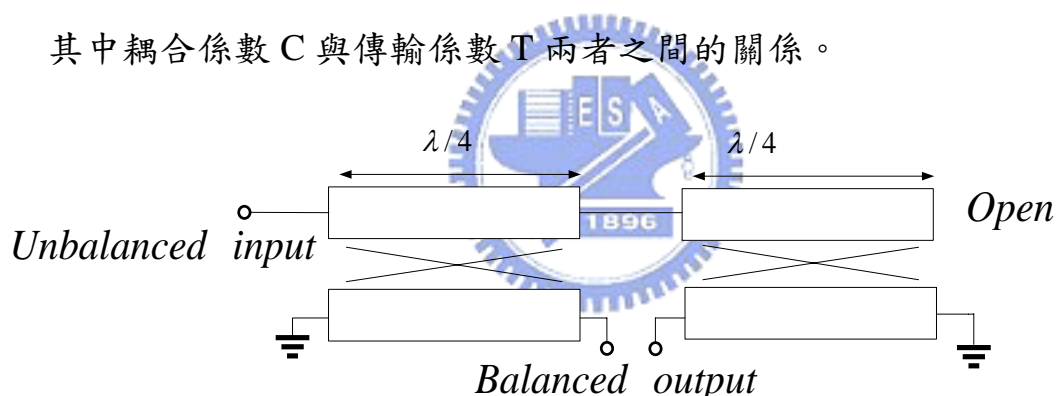 其中耦合係數 C 與傳輸係數 T 兩者之間的關係。
λ/4
λ/4
Open
Unbalanced input
ESA
1896
Balanced output